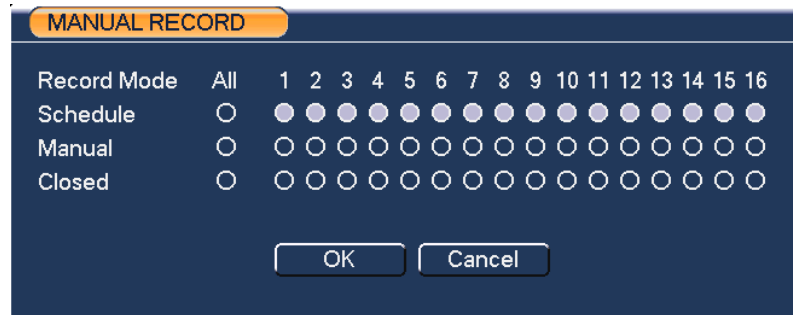 MANUAL RECORD
Record Mode All 1 2 3 4 5 6 7 8 9 10 11 12 13 14 15 16
Schedule
Manual
Closed
OK Cancel